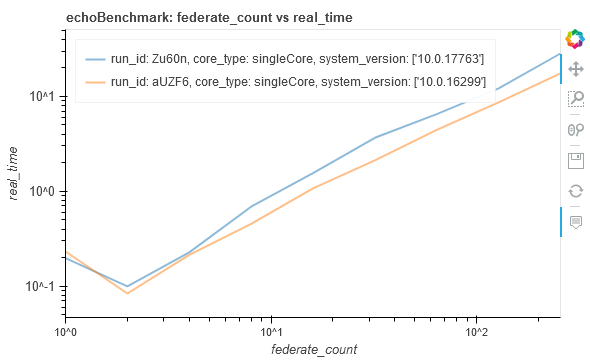 echoBenchmark: federate_count vs real_time
run_id: Zu60n, core_type: singleCore, system_version: ['10.0.17763']
run_id: aUZF6, core_type: singleCore, system_version: ['10.0.16299']
real_time
10^1
10^0
10^-1
10^0
10^1
10^2
federate_count